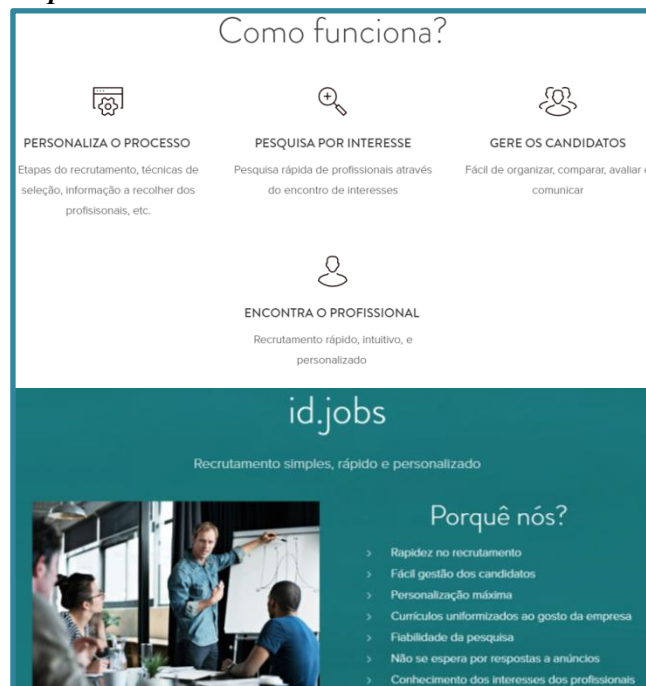 Como funciona?
PERSONALIZA O PROCESSO
Etapas do recrutamento, técnicas de
seleção, informação a recolher dos
profisisonais, etc.
PESQUISA POR INTERESSE
Pesquisa rápida de profissionais através
do encontro de interesses
GERE OS CANDIDATOS
Fácil de organizar, comparar, avaliar e
comunicar
ENCONTRA O PROFISSIONAL
Recrutamento rápido, intuitivo, e
personalizado
id.jobs
Recrutamento simples, rápido e personalizado
Porquê nós?
> Rapidez no recrutamento
> Fácil gestão dos candidatos
> Personalização máxima
> Currículos uniformizados ao gosto da empresa
> Fiabilidade da pesquisa
> Não se espera por respostas a anúncios
> Conhecimento dos interesses dos profissionais